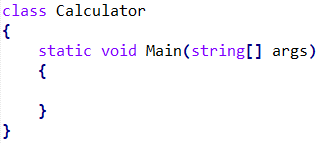 class Calculator
{
    static void Main(string[] args)
    {

    }
}